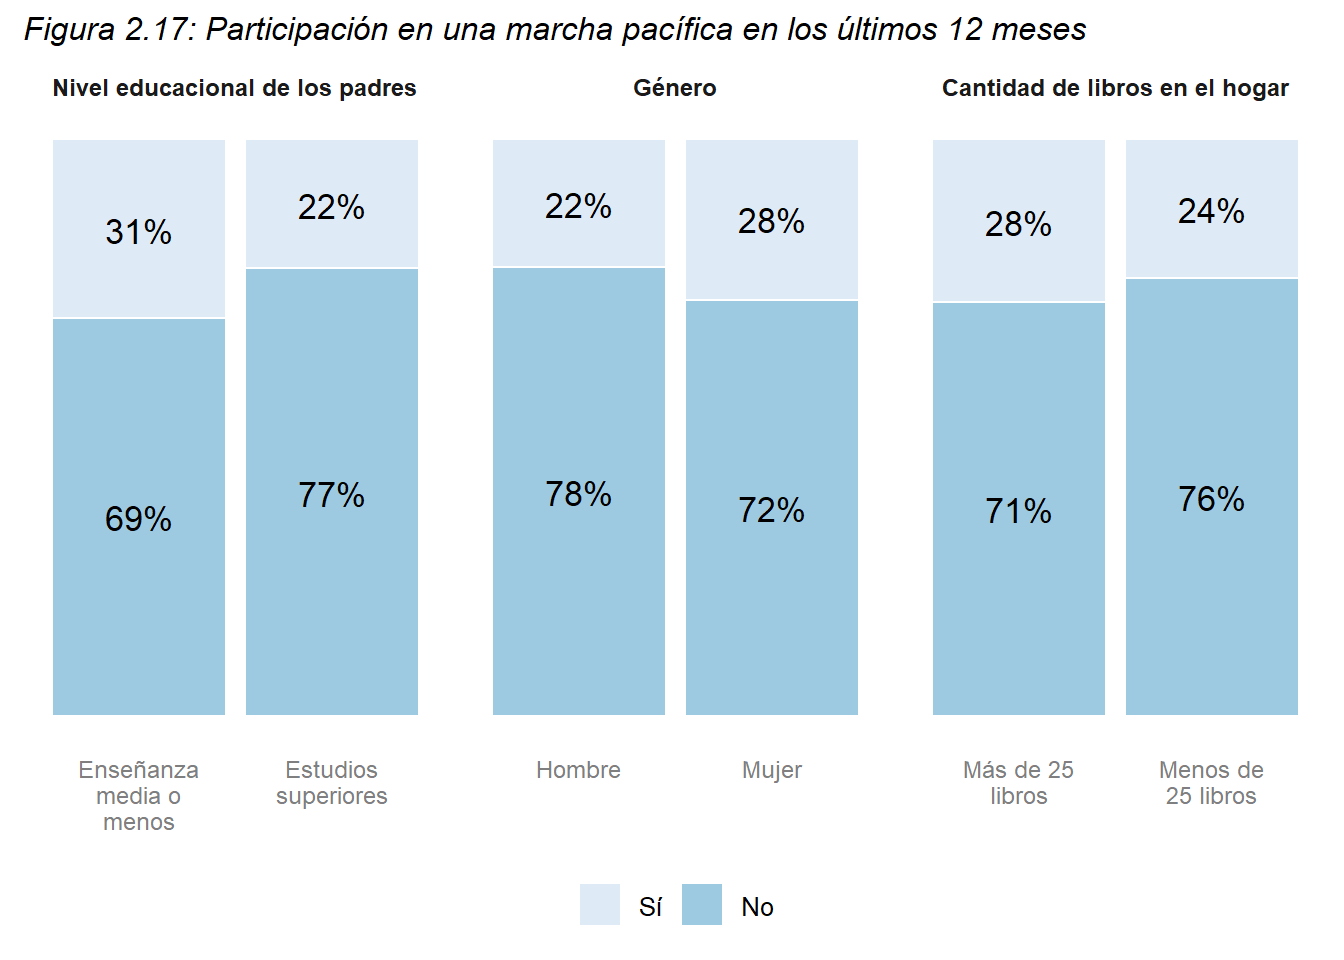 Figura 2.17: Participación en una marcha pacífica en los últimos 12 meses
Nivel educacional de los padres
Género
Cantidad de libros en el hogar
31%
22%
22%
28%
28%
24%
69%
77%
78%
72%
71%
76%
Enseñanza
media o
menos
Estudios
superiores
Hombre
Mujer
Más de 25
libros
Menos de
25 libros
Sí
No